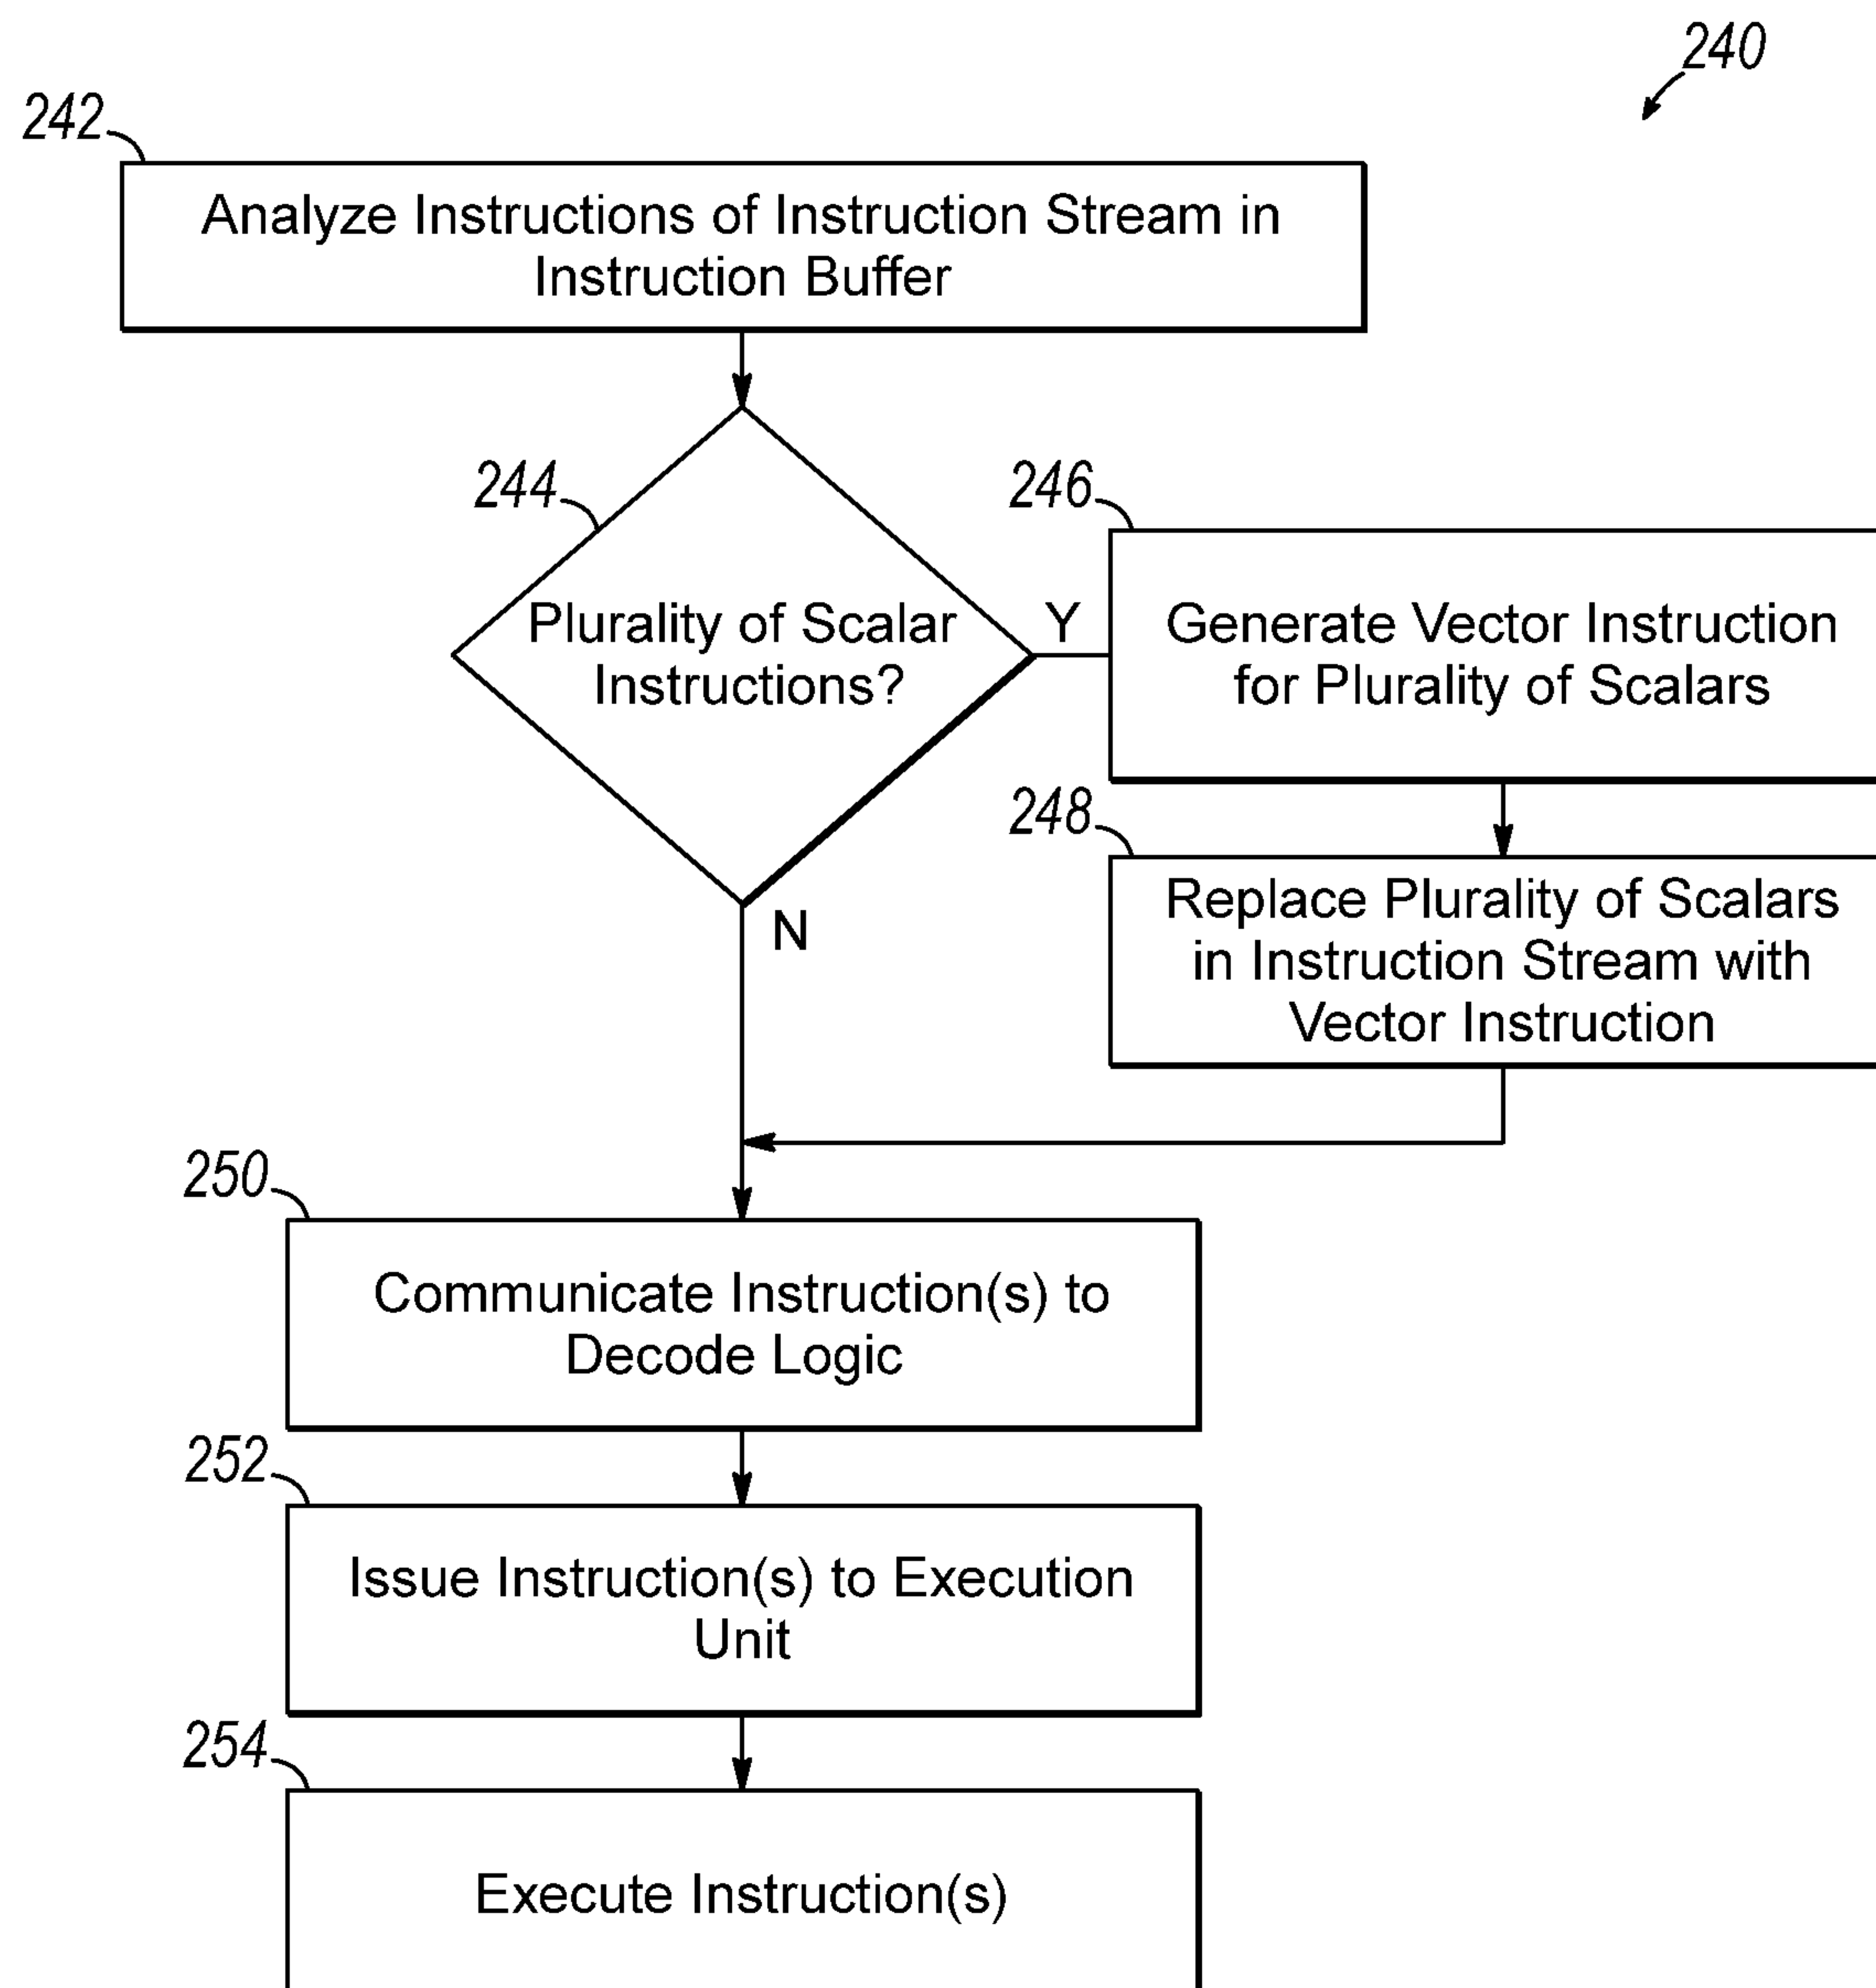 240
242
Analyze Instructions of Instruction Stream in
Instruction Buffer
244
Plurality of Scalar
Instructions?
Y
N
246
Generate Vector Instruction
for Plurality of Scalars
248
Replace Plurality of Scalars
in Instruction Stream with
Vector Instruction
250
Communicate Instruction(s) to
Decode Logic
252
Issue Instruction(s) to Execution
Unit
254
Execute Instruction(s)